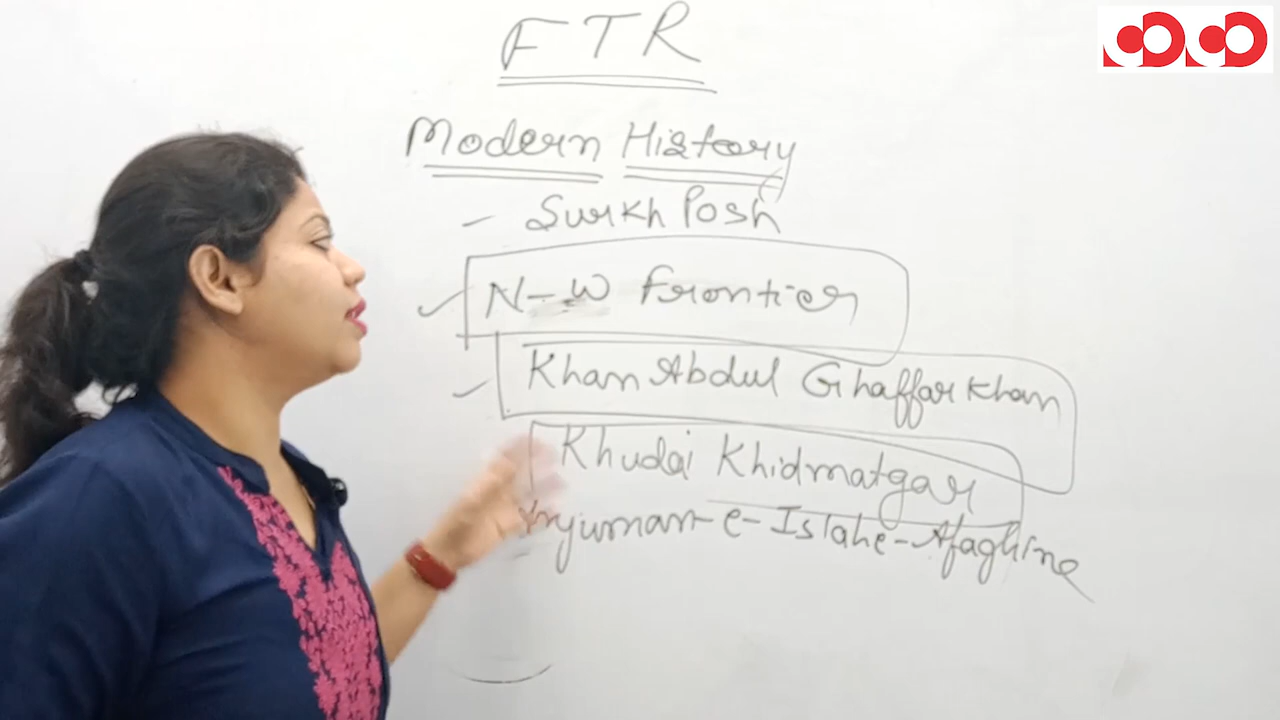 FTR
Modern History
Surkh Posh
N-W Frontier
Khan Abdul Ghaffar Khan
Khudai Khidmatgar
Anjuman-e-Islahe-Afaghine